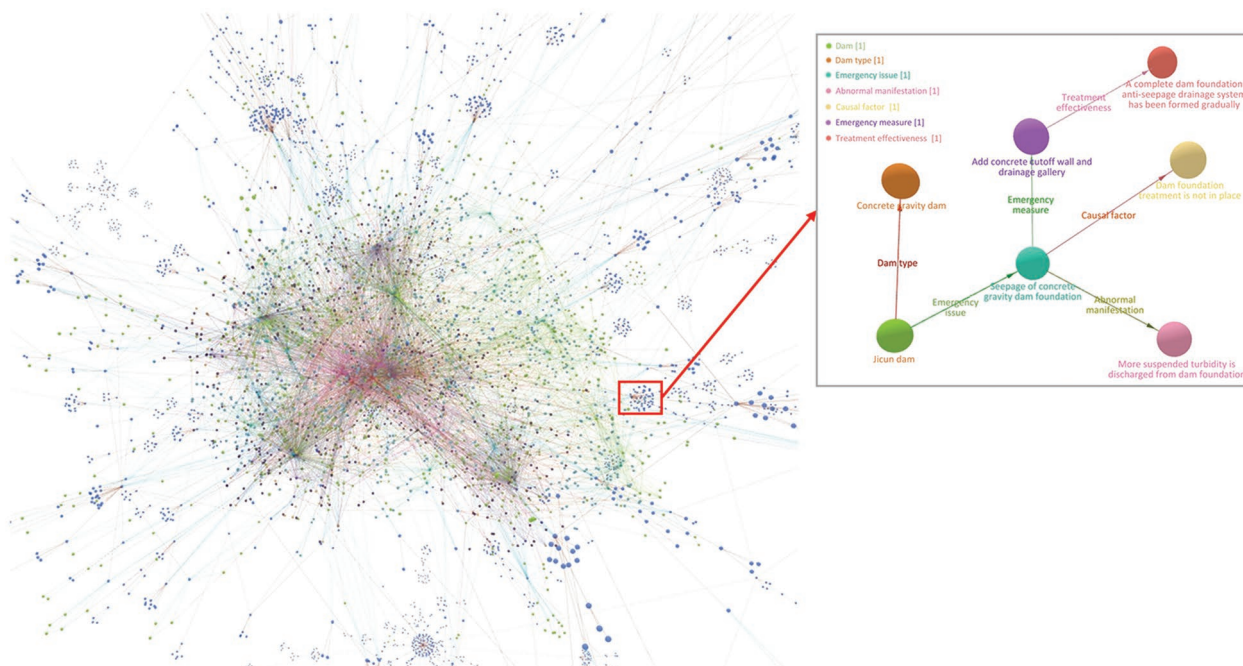 Dam [1]
Dam type [1]
Emergency issue [1]
Abnormal manifestation [1]
Causal factor [1]
Emergency measure [1]
Treatment effectiveness [1]
A complete dam foundation
anti-seepage drainage system
has been formed gradually
Treatment
effectiveness
Add concrete cutoff wall and
drainage gallery
Dam foundation
treatment is not in place
Concrete gravity dam
Emergency
measure
Causal factor
Dam type
Seepage of concrete
gravity dam foundation
Emergency
issue
Abnormal
manifestation
Jicun dam
More suspended turbidity is
discharged from dam foundation